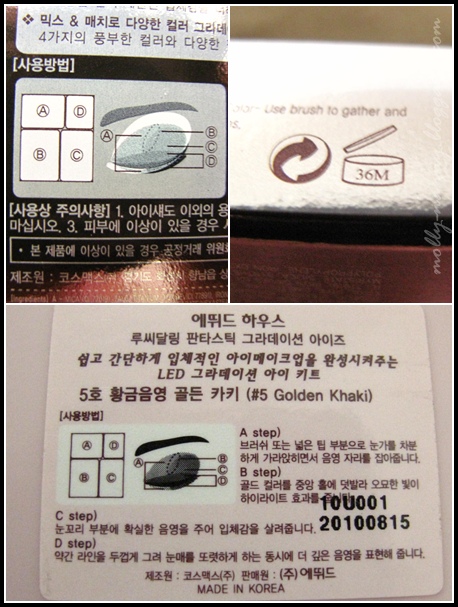 ❖ 믹스 & 매치로 다양한 컬러 그라데
4가지의 풍부한 컬러와 다양한
[사용방법]
Ⓐ Ⓓ
Ⓑ Ⓒ
Ⓐ
Ⓑ
Ⓒ
Ⓓ
[사용상 주의사항] 1. 아이섀도 이외의 용
마십시오. 3. 피부에 이상이 있을 경우
• 본 제품에 이상이 있을 경우 공정거래 위원회
제조원 : 코스맥스㈜ 경기도 화성시 향남읍 상
[Ingredients]
Use brush to gather and
36M
에뛰드 하우스
루씨달링 판타스틱 그라데이션 아이즈
쉽고 간단하게 입체적인 아이메이크업을 완성시켜주는
LED 그라데이션 아이 키트
5호 황금음영 골든 카키 (#5 Golden Khaki)
[사용방법]
Ⓐ Ⓓ
Ⓑ Ⓒ
Ⓐ
Ⓑ
Ⓒ
Ⓓ
A step)
브러쉬 또는 넓은 팁 부분으로 눈가를 차분
하게 가라앉히면서 음영 자리를 잡아줍니다.
B step)
골드 컬러를 중앙 홀에 덧발라 오묘한 빛이
하이라이트 효과를 줍니다.
10U001
20100815
C step)
눈꼬리 부분에 확실한 음영을 주어 입체감을 살려줍니다.
D step)
약간 라인을 두껍게 그려 눈매를 또렷하게 하는 동시에 더 깊은 음영을 표현해 줍니다.
제조원 : 코스맥스(주) 판매원 : (주)에뛰드
MADE IN KOREA